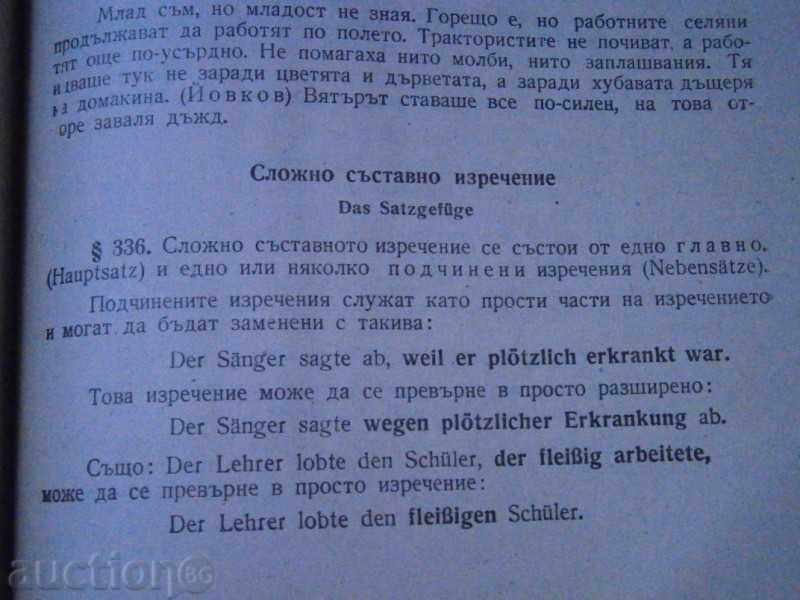 Млад съм, но младост не зная. Горещо е, но работните селяни
продължават да работят по полето. Трактористите не почиват, а рабо-
тят още по-усърдно. Не помагаха нито молби, нито заплашвания. Тя
идваше тук не заради цветята и дърветата, а заради хубавата дъщеря
на домакина. (Йовков) Вятърът ставаше все по-силен, на това от-
горе заваля дъжд.
Сложно съставно изречение
Das Satzgefüge
§ 336. Сложно съставното изречение се състои от едно главно.
(Hauptsatz) и едно или няколко подчинени изречения (Nebensätze).
Подчинените изречения служат като прости части на изречението
и могат да бъдат заменени с такива:
Der Sänger sagte ab, weil er plötzlich erkrankt war.
Това изречение може да се превърне в просто разширено:
Der Sänger sagte wegen plötzlicher Erkrankung ab.
Също: Der Lehrer lobte den Schüler, der fleißig arbeitete,
може да се превърне в просто изречение:
Der Lehrer lobte den fleißigen Schüler.
auction BG